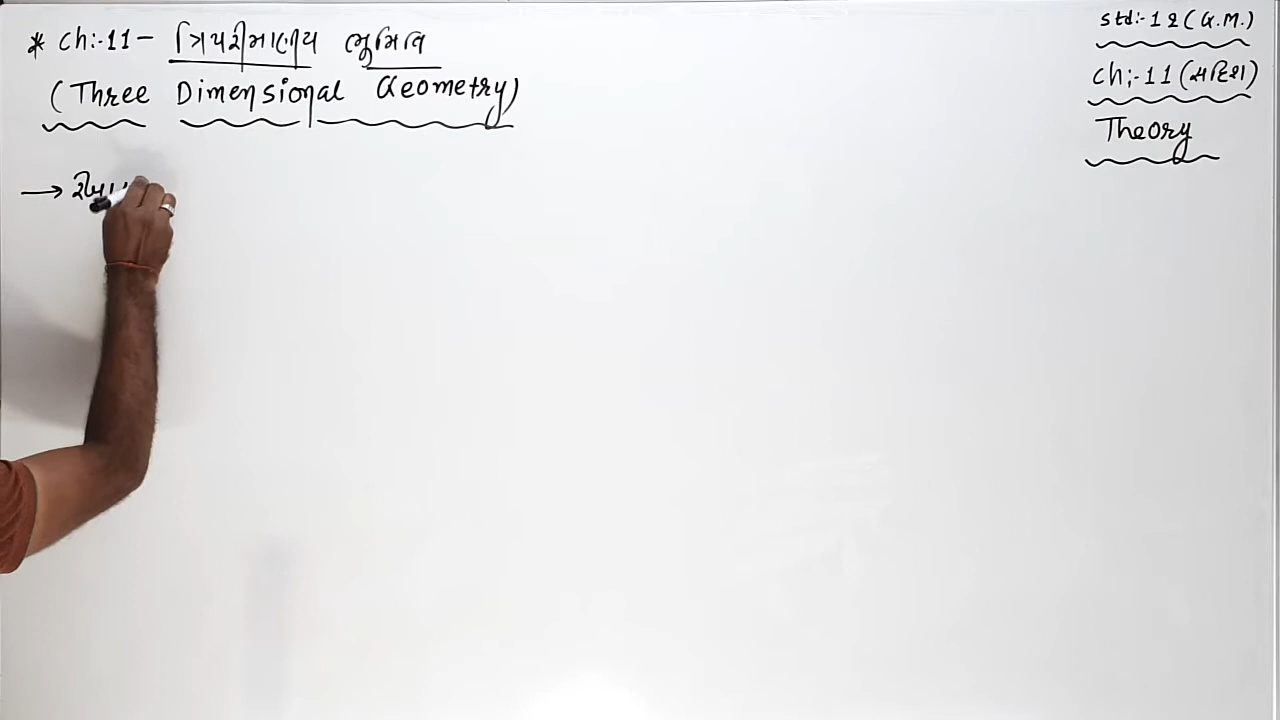 * Ch:-11- ત્રિપરીમાણીય ભુમિતિ
(Three Dimensional Geometry)
→
std:-12(G.M.)
ch:-11(સદિશ)
Theory